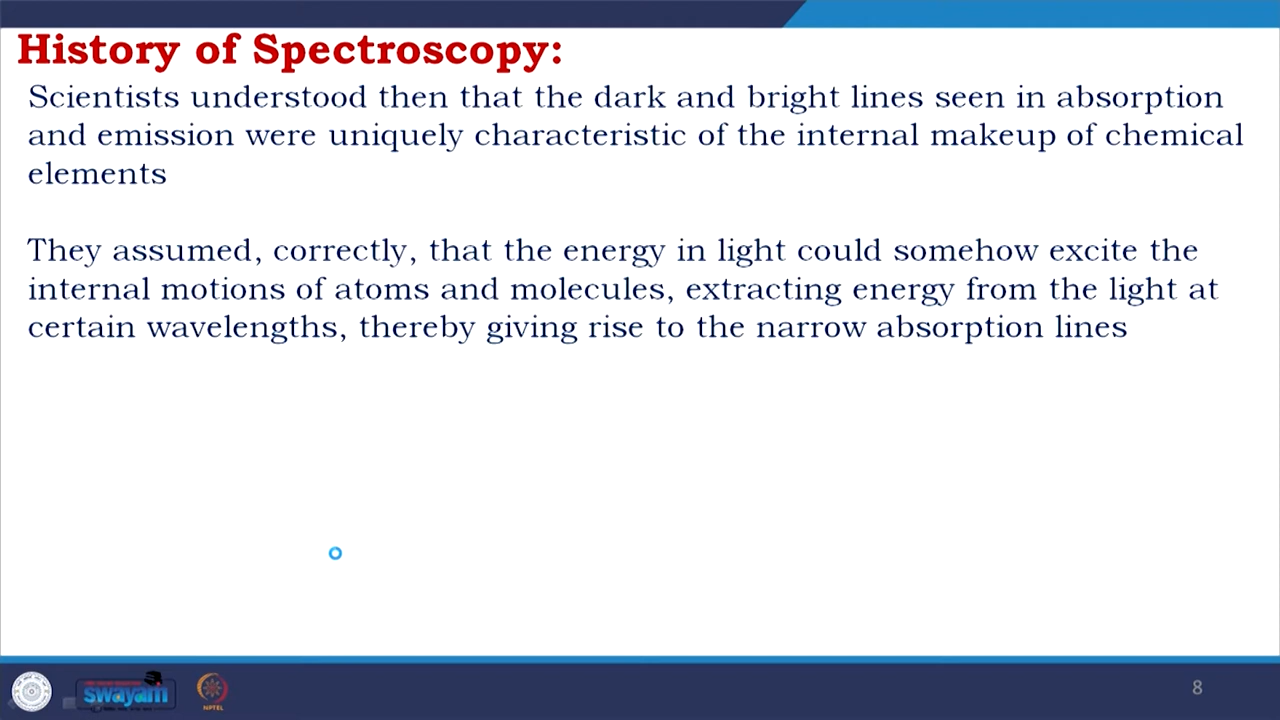 History of Spectroscopy:
Scientists understood then that the dark and bright lines seen in absorption
and emission were uniquely characteristic of the internal makeup of chemical
elements
They assumed, correctly, that the energy in light could somehow excite the
internal motions of atoms and molecules, extracting energy from the light at
certain wavelengths, thereby giving rise to the narrow absorption lines
swayam
NPTEL
8